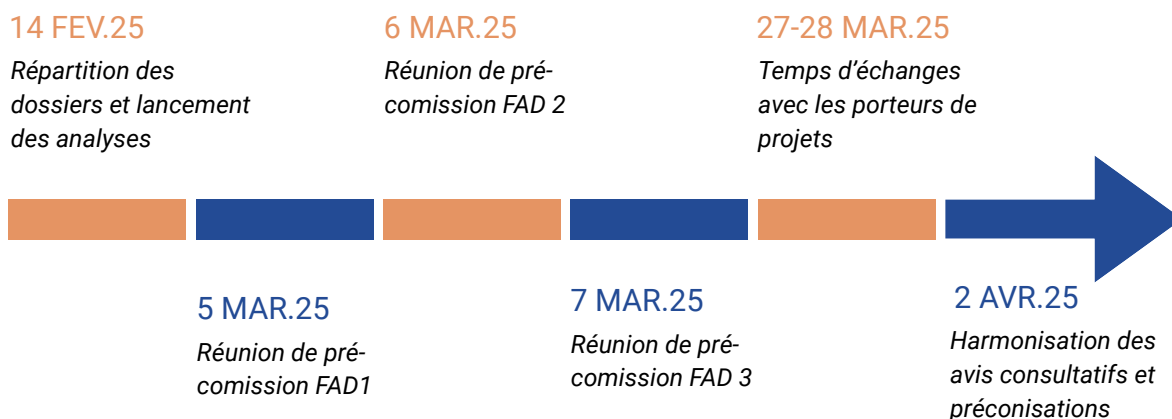 14 FEV.25
Répartition des
dossiers et lancement
des analyses
6 MAR.25
Réunion de pré-
comission FAD 2
27-28 MAR.25
Temps d’échanges
avec les porteurs de
projets
5 MAR.25
Réunion de pré-
comission FAD1
7 MAR.25
Réunion de pré-
comission FAD 3
2 AVR.25
Harmonisation des
avis consultatifs et
préconisations